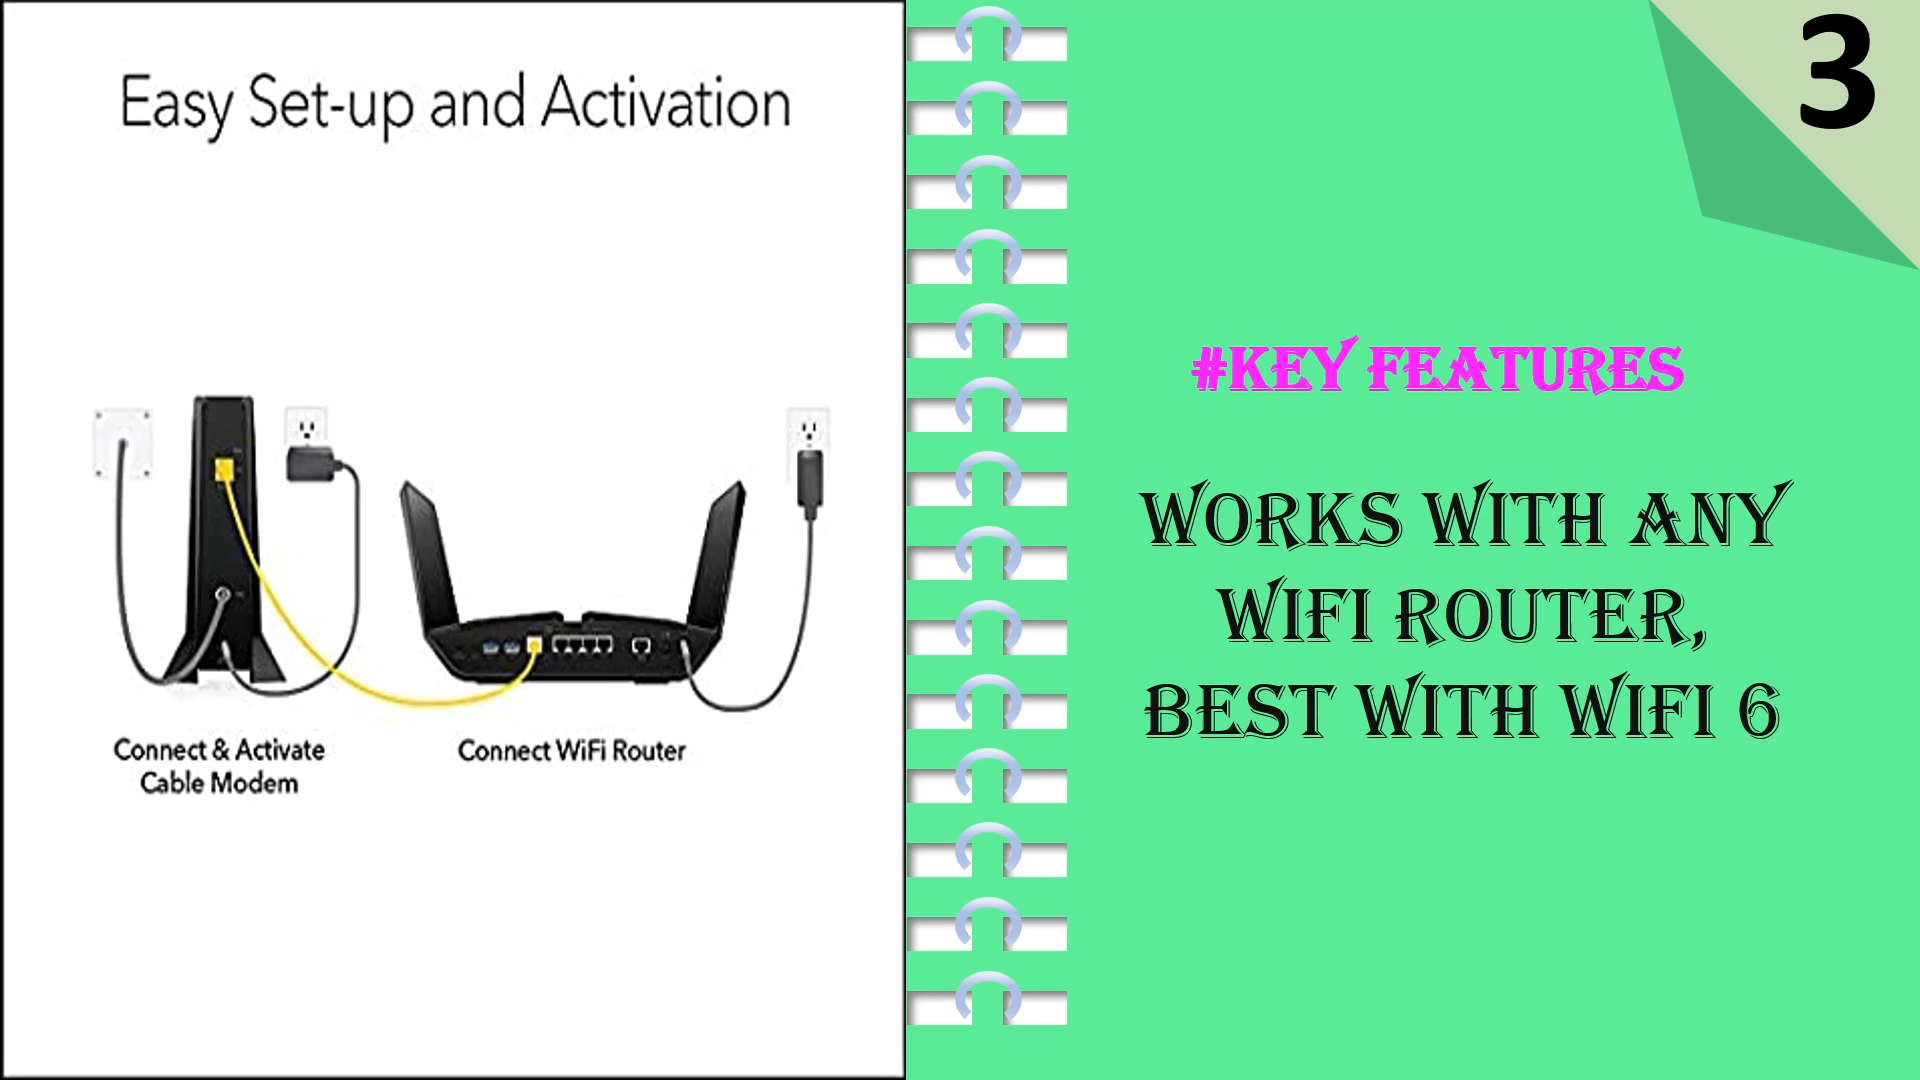 Easy Set-up and Activation
Connect & Activate
Cable Modem
Connect WiFi Router
3
#KEY FEATURES
WORKS WITH ANY
WIFI ROUTER,
BEST WITH WIFI 6